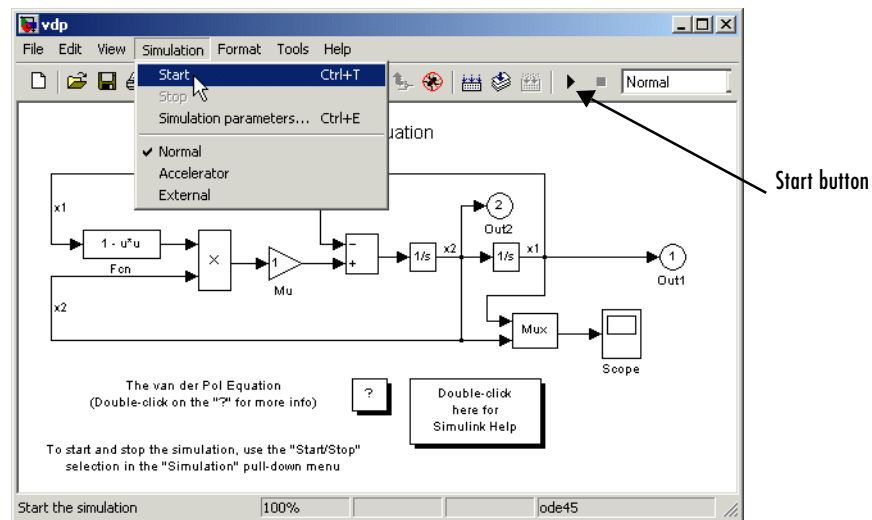 vdp
File Edit View Simulation Format Tools Help
Start Ctrl+T
Stop
Simulation parameters... Ctrl+E
Normal
Accelerator
External
Normal
Start button
uation
x1
1 - u*u
Fcn
×
1
Mu
−
+
1/s
x2
1/s
x1
2
Out2
1
Out1
x2
Mux
Scope
The van der Pol Equation
(Double-click on the "?" for more info)
?
Double-click
here for
Simulink Help
To start and stop the simulation, use the "Start/Stop"
selection in the "Simulation" pull-down menu
Start the simulation 100% ode45